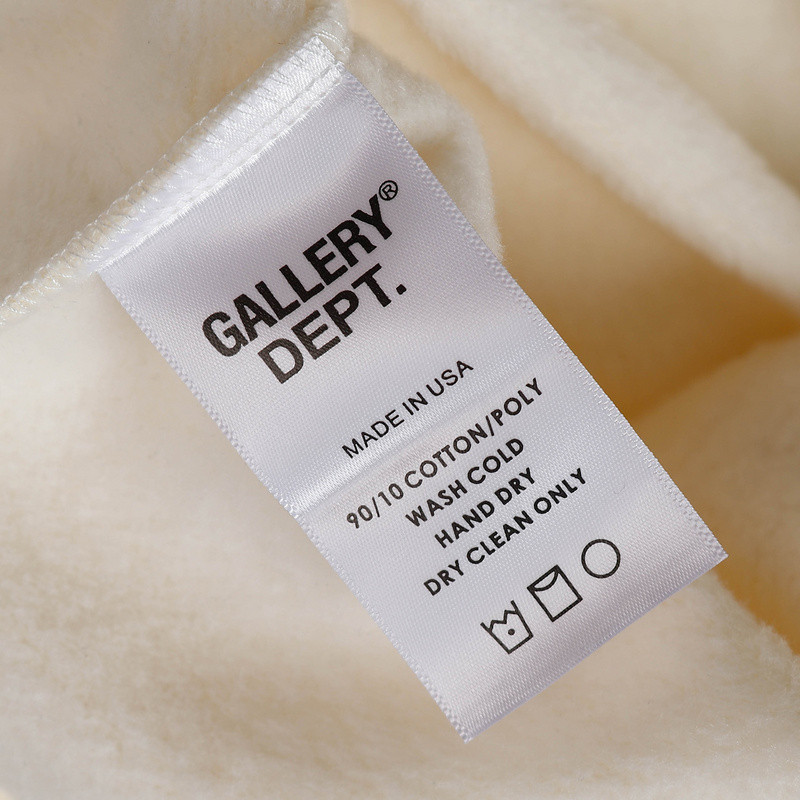 GALLERY®
DEPT.
MADE IN USA
90/10 COTTON/POLY
WASH COLD
HAND DRY
DRY CLEAN ONLY